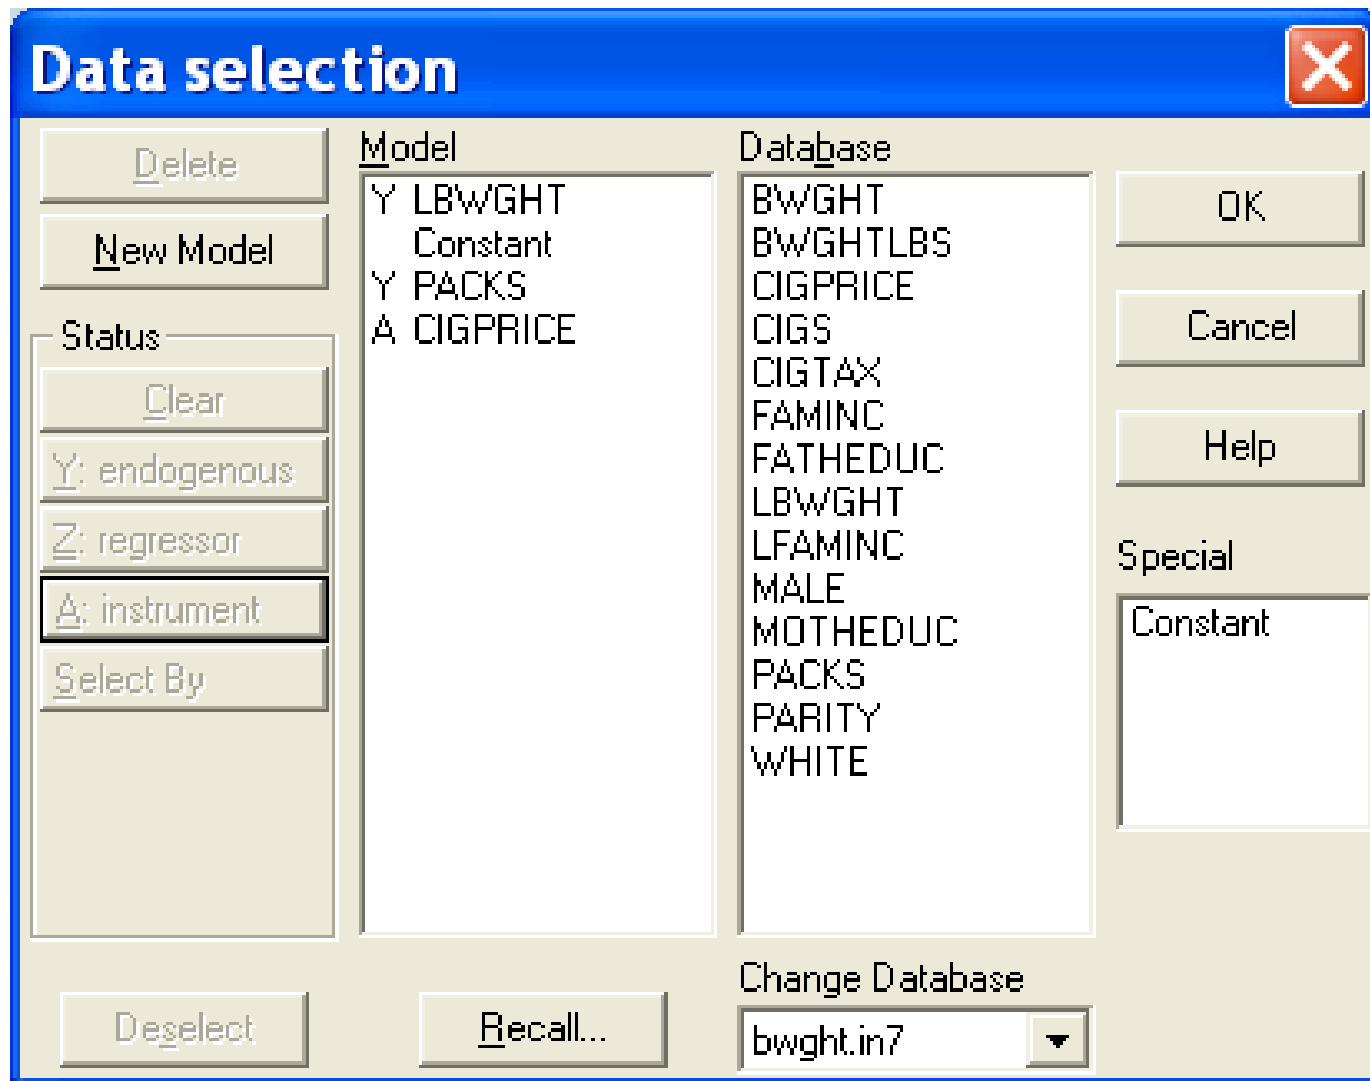 Data selection
Delete
New Model
Status
Clear
Y: endogenous
Z: regressor
A: instrument
Select By
Deselect
Model
Y LBWGHT
Constant
Y PACKS
A CIGPRICE
Recall...
Database
BWGHT
BWGHTLBS
CIGPRICE
CIGS
CIGTAX
FAMINC
FATHEDUC
LBWGHT
LFAMINC
MALE
MOTHEDUC
PACKS
PARITY
WHITE
Change Database
bwght.in7
OK
Cancel
Help
Special
Constant